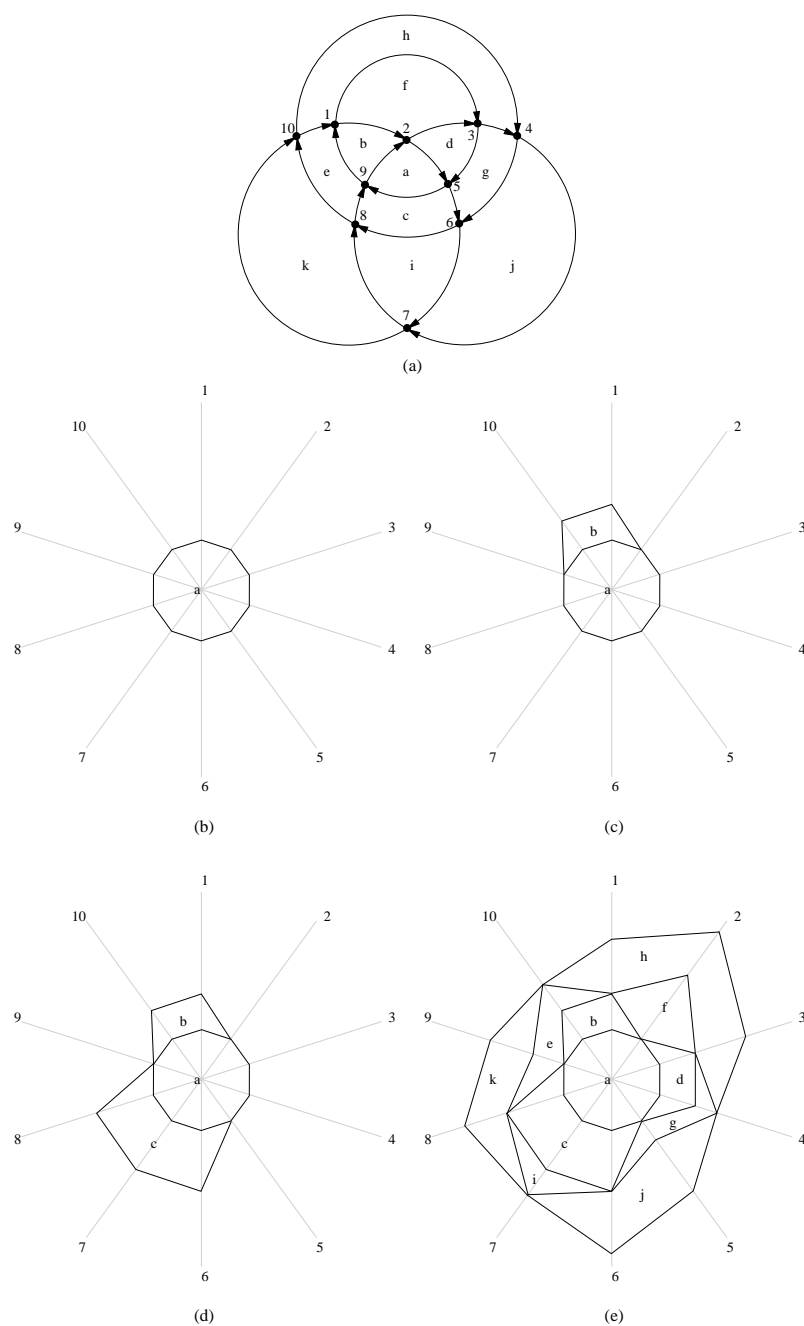 h
f
10 1 2 3 4
b d
e 9 a 5 g
8 c 6
k i j
7
(a)
1 1
10 2 10 2
9 3 9 b 3
a a
8 4 8 4
7 5 7 5
6 6
(b) (c)
1 1
10 2 10 2
h
f
9 b 3 9 e b 3
a k a d
8 4 8 4
c c g
i j
7 5 7 5
6 6
(d) (e)